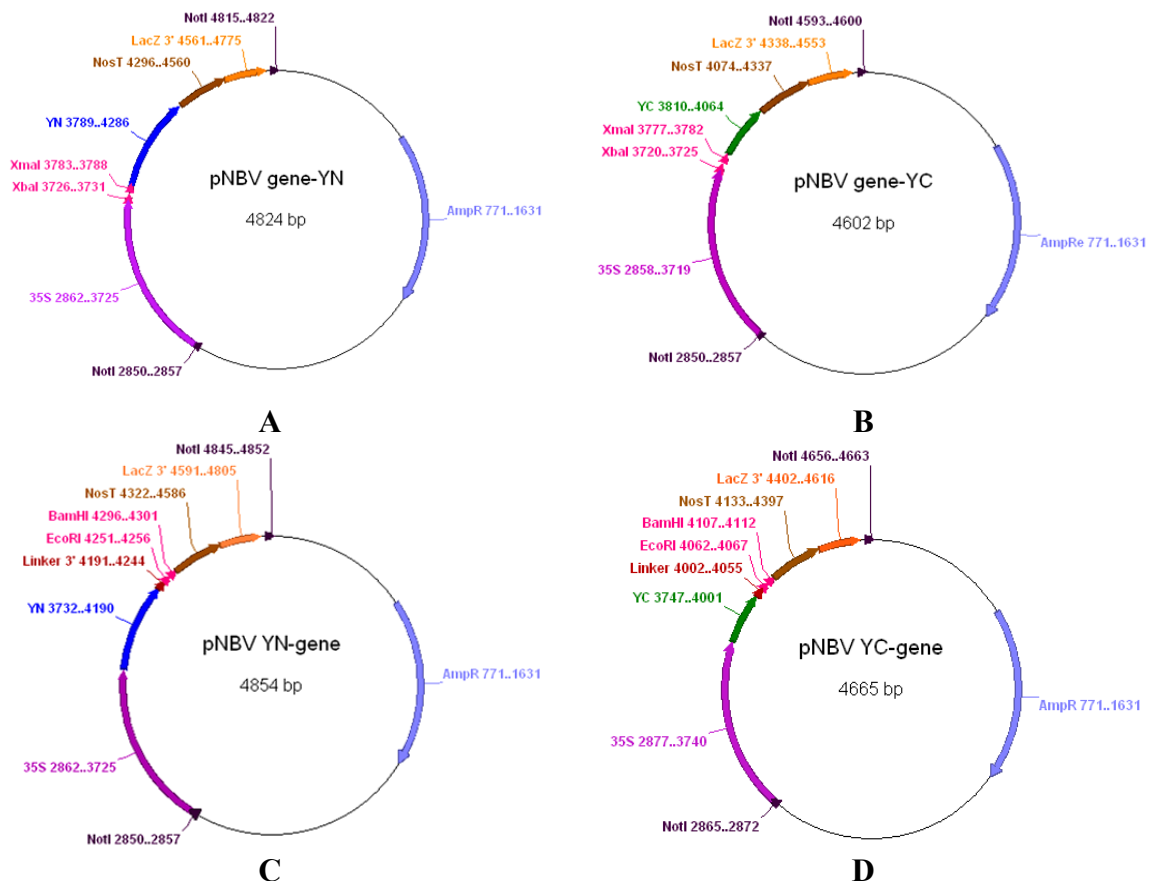 NotI 4815..4822
LacZ 3' 4561..4775
NosT 4296..4560
YN 3789..4286
XmaI 3783..3788
XbaI 3726..3731
pNBV gene-YN
4824 bp
AmpR 771..1631
35S 2862..3725
NotI 2850..2857
A
NotI 4593..4600
LacZ 3' 4338..4553
NosT 4074..4337
YC 3810..4064
XmaI 3777..3782
XbaI 3720..3725
pNBV gene-YC
4602 bp
AmpRe 771..1631
35S 2858..3719
NotI 2850..2857
B
NotI 4845..4852
LacZ 3' 4591..4805
NosT 4322..4586
BamHI 4296..4301
EcoRI 4251..4256
Linker 3' 4191..4244
YN 3732..4190
pNBV YN-gene
4854 bp
AmpR 771..1631
35S 2862..3725
NotI 2850..2857
C
NotI 4656..4663
LacZ 3' 4402..4616
NosT 4133..4397
BamHI 4107..4112
EcoRI 4062..4067
Linker 4002..4055
YC 3747..4001
pNBV YC-gene
4665 bp
AmpR 771..1631
35S 2877..3740
NotI 2865..2872
D